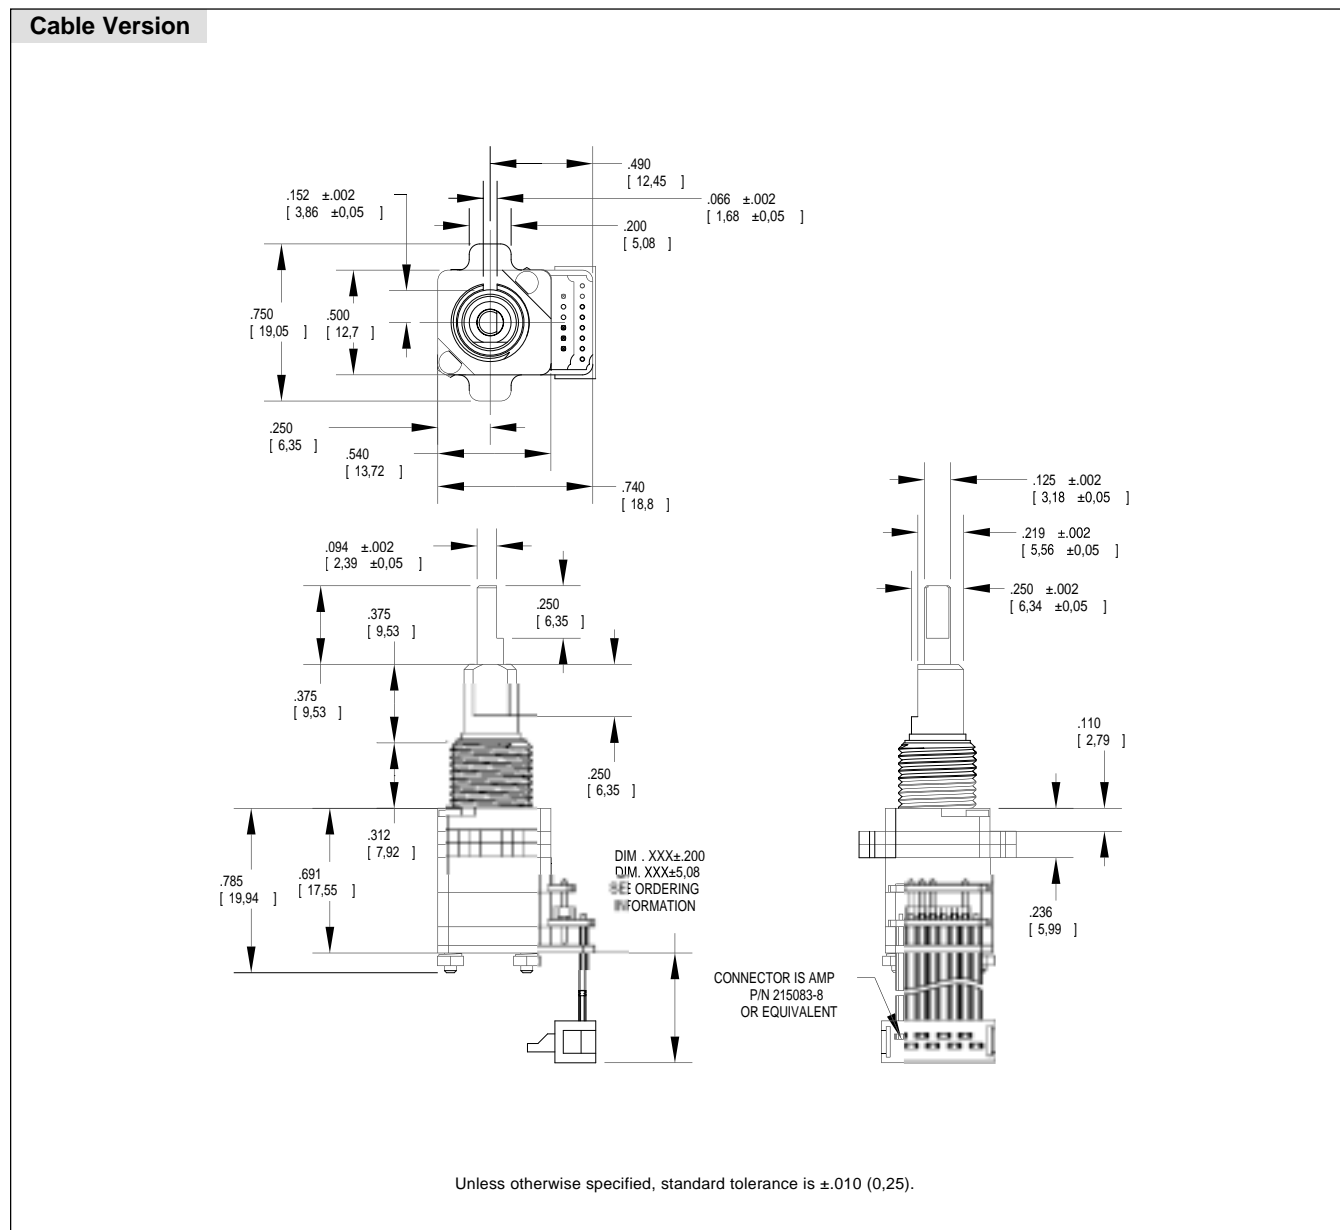 Cable Version
.490
[ 12,45 ]
.152 ±.002
[ 3,86 ±0,05 ]
.066 ±.002
[ 1,68 ±0,05 ]
.200
[ 5,08 ]
.750
[ 19,05 ]
.500
[ 12,7 ]
.250
[ 6,35 ]
.540
[ 13,72 ]
.740
[ 18,8 ]
.125 ±.002
[ 3,18 ±0,05 ]
.219 ±.002
[ 5,56 ±0,05 ]
.250 ±.002
[ 6,34 ±0,05 ]
.094 ±.002
[ 2,39 ±0,05 ]
.250
[ 6,35 ]
.375
[ 9,53 ]
.375
[ 9,53 ]
.110
[ 2,79 ]
.250
[ 6,35 ]
.312
[ 7,92 ]
.691
[ 17,55 ]
.785
[ 19,94 ]
DIM . XXX±.200
DIM. XXX±5,08
SEE ORDERING
INFORMATION
.236
[ 5,99 ]
CONNECTOR IS AMP
P/N 215083-8
OR EQUIVALENT
Unless otherwise specified, standard tolerance is ±.010 (0,25).